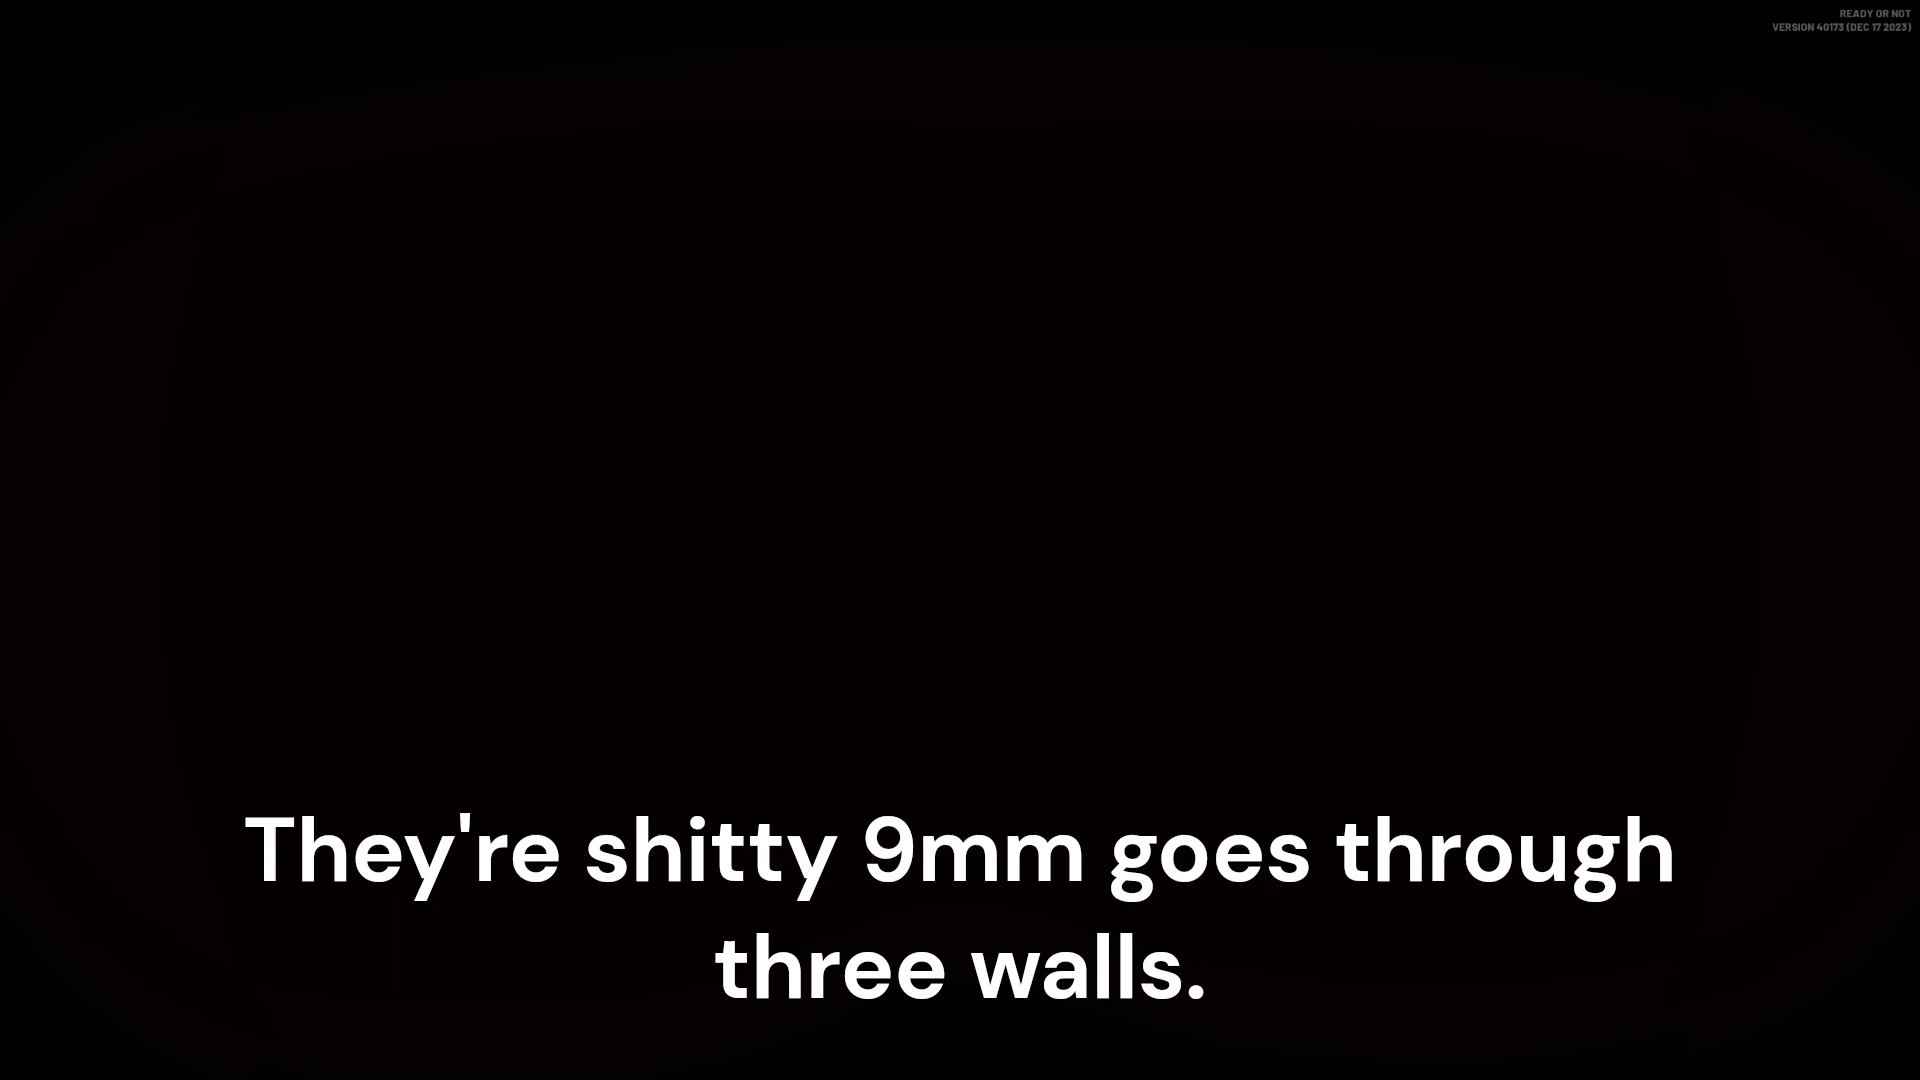 READY OR NOT
VERSION 40173 (DEC 17 2023)
They're shitty 9mm goes through
three walls.